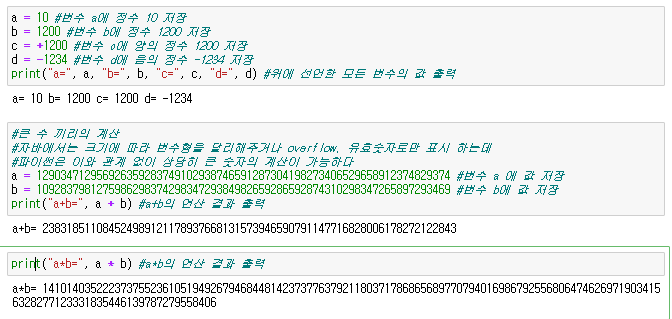 a = 10 #변수 a에 정수 10 저장
b = 1200 #변수 b에 정수 1200 저장
c = +1200 #변수 c에 양의 정수 1200 저장
d = -1234 #변수 d에 음의 정수 -1234 저장
print("a=", a, "b=", b, "c=", c, "d=", d) #위에 선언한 모든 변수의 값 출력
a= 10 b= 1200 c= 1200 d= -1234
#큰 수 끼리의 계산
#자바에서는 크기에 따라 변수형을 달리해주거나 overflow, 유효숫자로만 표시 하는데
#파이썬은 이와 관계 없이 상당히 큰 숫자의 계산이 가능하다
a = 1290347129569263592837491029387465912873041982734065296589123748 29374 #변수 a 에 값 저장
b = 1092837981275986298374298347293849826592865928743102983472658972 93469 #변수 b에 값 저장
print("a+b=", a + b) #a+b의 연산 결과 출력
a+b= 238318511084524989121178937668131573946590791147716828006178272122843
print("a*b=", a * b) #a*b의 연산 결과 출력
a+b= 1410140352223737552361051949267946844814237377637921180371786865689770794016986792556806474626971903415
6328277123331835446139787279558406